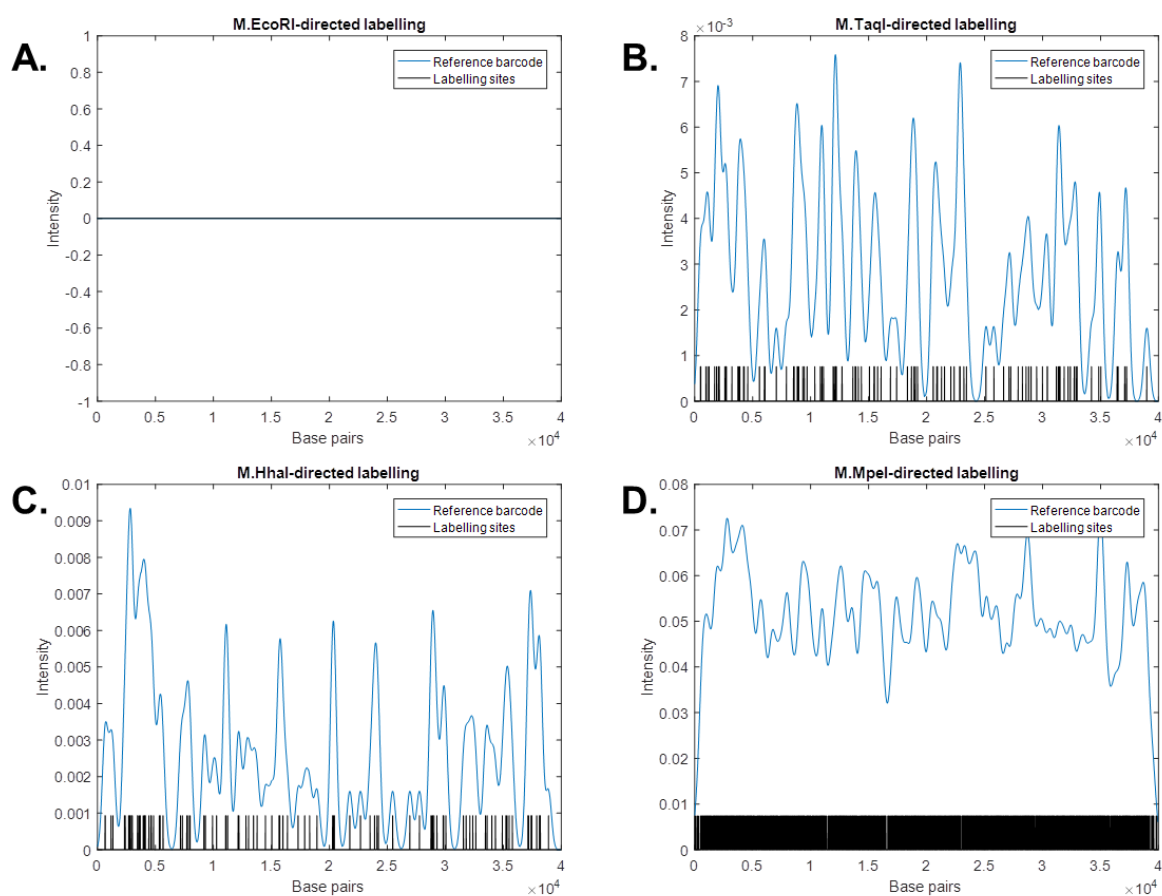 A.
M.EcoRI-directed labelling
Reference barcode
Labelling sites
1
0.8
0.6
0.4
0.2
0
-0.2
-0.4
-0.6
-0.8
-1
Intensity
0 0.5 1 1.5 2 2.5 3 3.5 4
Base pairs
×10⁴
B.
M.TaqI-directed labelling
×10⁻³
Reference barcode
Labelling sites
8
7
6
5
4
3
2
1
0
Intensity
0 0.5 1 1.5 2 2.5 3 3.5 4
Base pairs
×10⁴
C.
M.HhaI-directed labelling
Reference barcode
Labelling sites
0.01
0.009
0.008
0.007
0.006
0.005
0.004
0.003
0.002
0.001
0
Intensity
0 0.5 1 1.5 2 2.5 3 3.5 4
Base pairs
×10⁴
D.
M.MpeI-directed labelling
Reference barcode
Labelling sites
0.08
0.07
0.06
0.05
0.04
0.03
0.02
0.01
0
Intensity
0 0.5 1 1.5 2 2.5 3 3.5 4
Base pairs
×10⁴